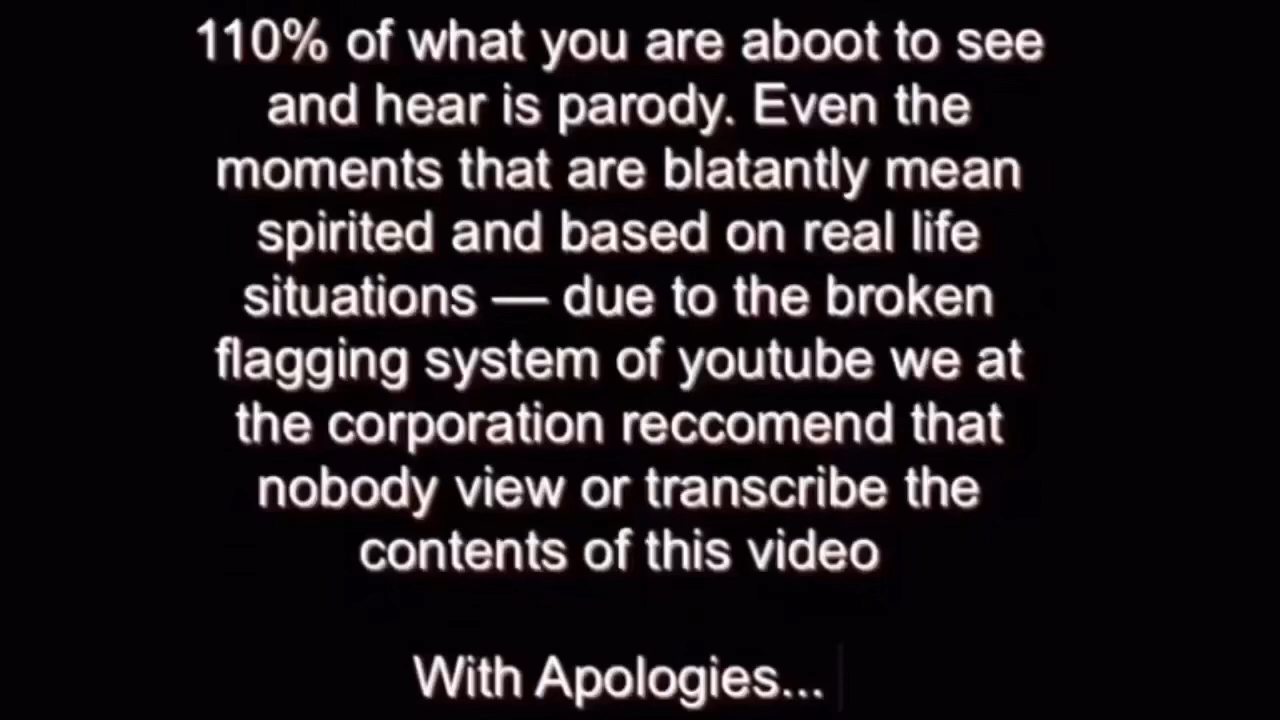 110% of what you are aboot to see
and hear is parody. Even the
moments that are blatantly mean
spirited and based on real life
situations — due to the broken
flagging system of youtube we at
the corporation reccomend that
nobody view or transcribe the
contents of this video
With Apologies...